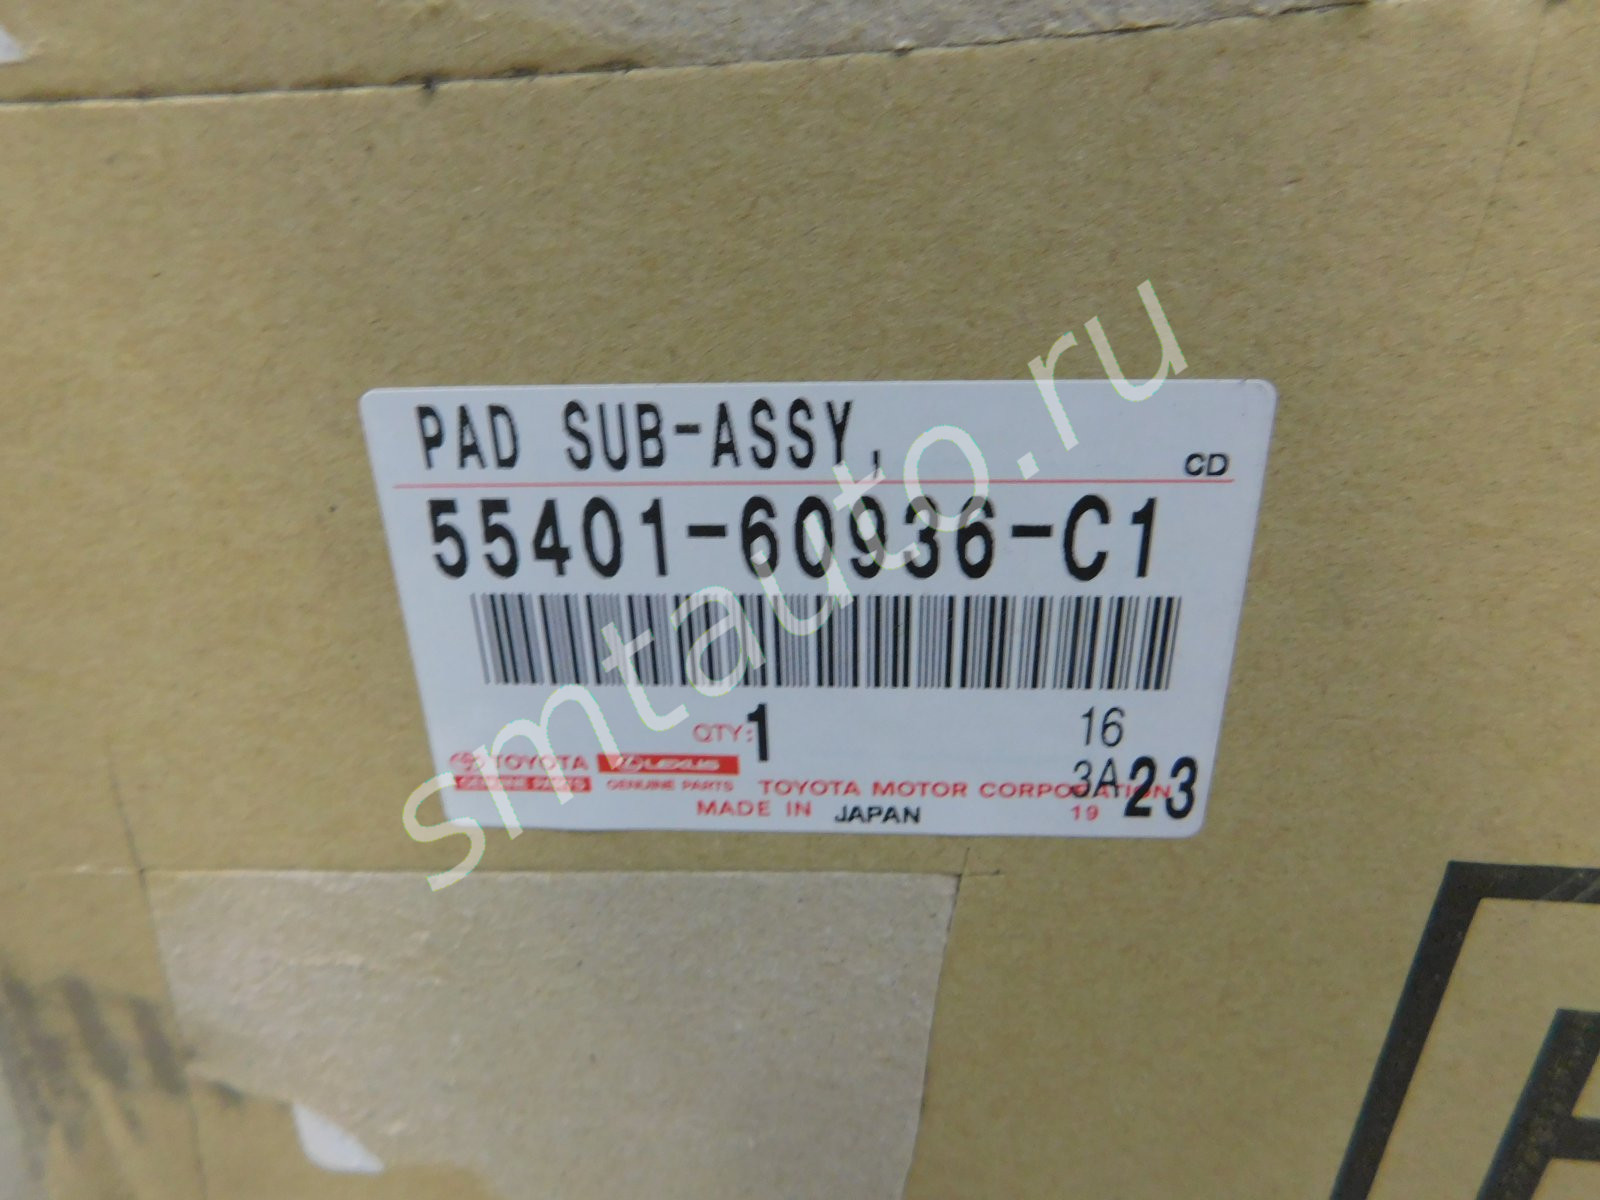 PAD SUB-ASSY,
CD
55401-60936-C1
QTY: 1
16
TOYOTA
GENUINE PARTS
LEXUS
GENUINE PARTS
TOYOTA MOTOR CORPORATION
3A 23
MADE IN JAPAN
19
smtauto.ru